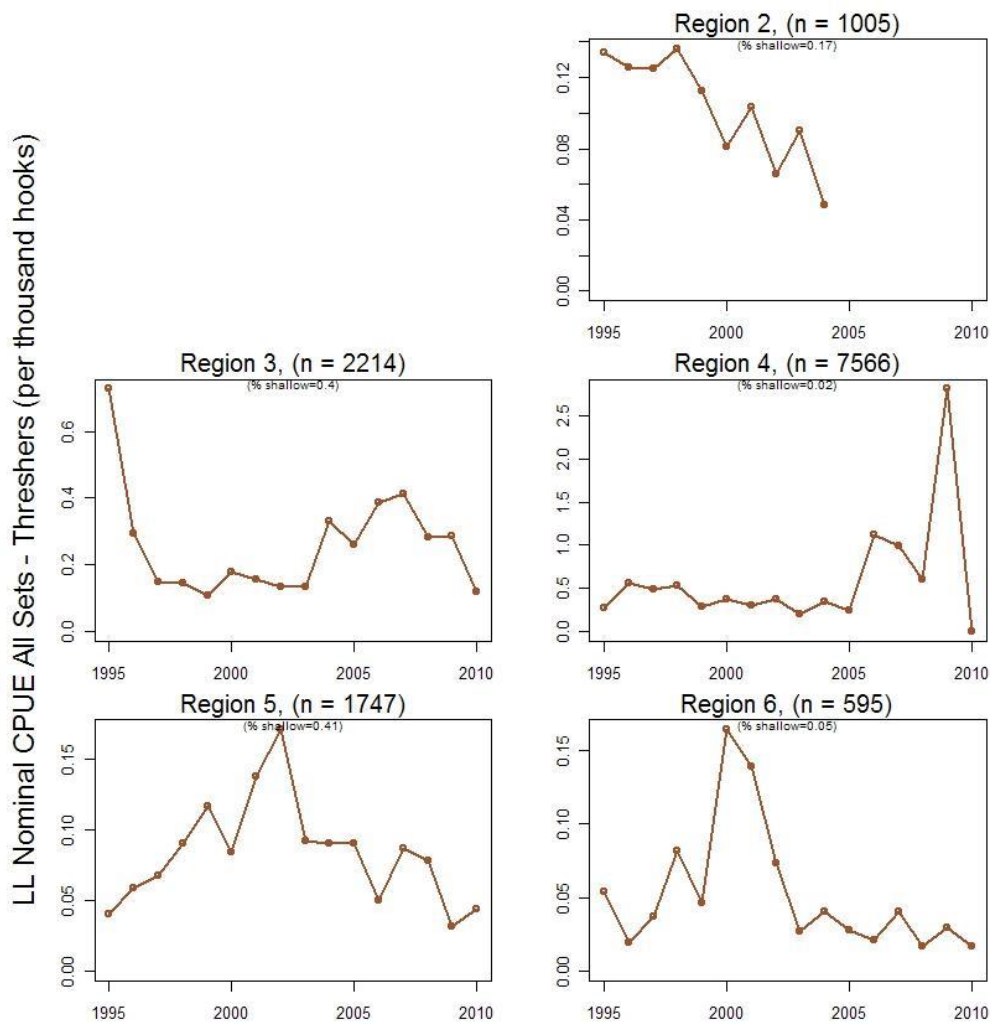 LL Nominal CPUE All Sets - Threshers (per thousand hooks)
Region 2, (n = 1005)
(% shallow=0.17)
0.12
0.08
0.04
0.00
1995 2000 2005 2010
Region 3, (n = 2214)
(% shallow=0.4)
0.6
0.4
0.2
0.0
1995 2000 2005 2010
Region 4, (n = 7566)
(% shallow=0.02)
2.5
2.0
1.5
1.0
0.5
0.0
1995 2000 2005 2010
Region 5, (n = 1747)
(% shallow=0.41)
0.15
0.10
0.05
0.00
1995 2000 2005 2010
Region 6, (n = 595)
(% shallow=0.05)
0.15
0.10
0.05
0.00
1995 2000 2005 2010